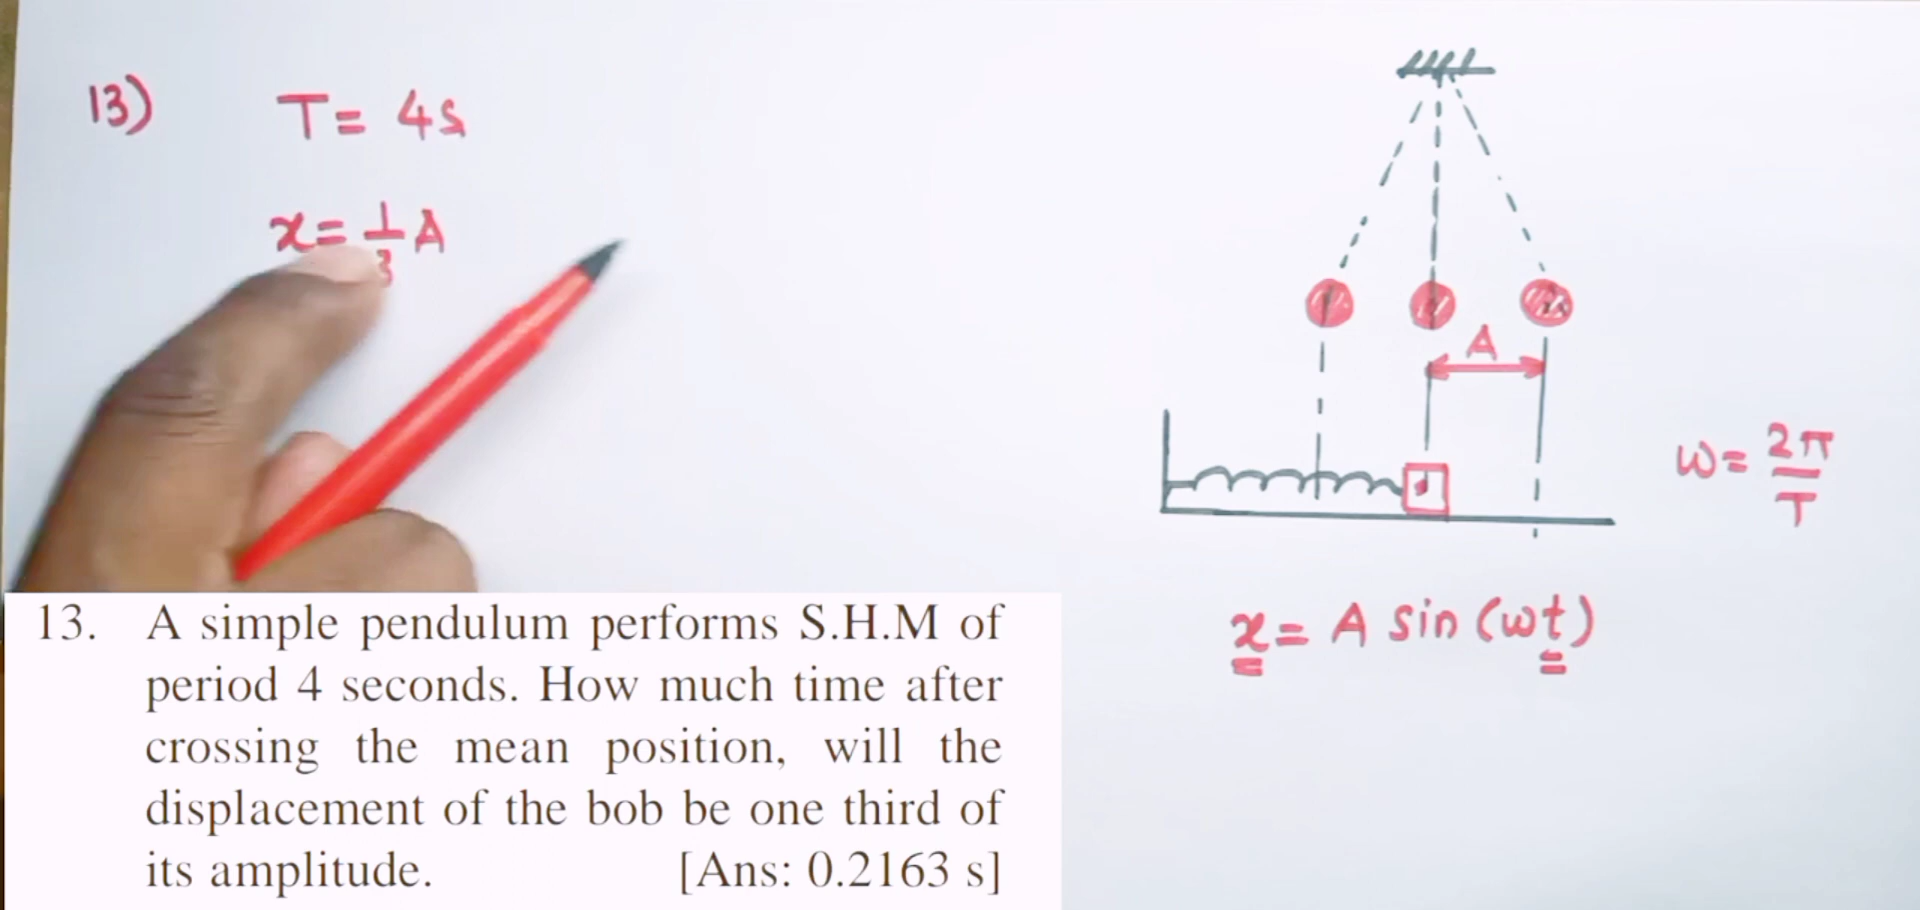 13) T= 4s
x= 1/3 A
A
ω= 2π/T
x= A sin (ωt)
13. A simple pendulum performs S.H.M of
period 4 seconds. How much time after
crossing the mean position, will the
displacement of the bob be one third of
its amplitude. [Ans: 0.2163 s]